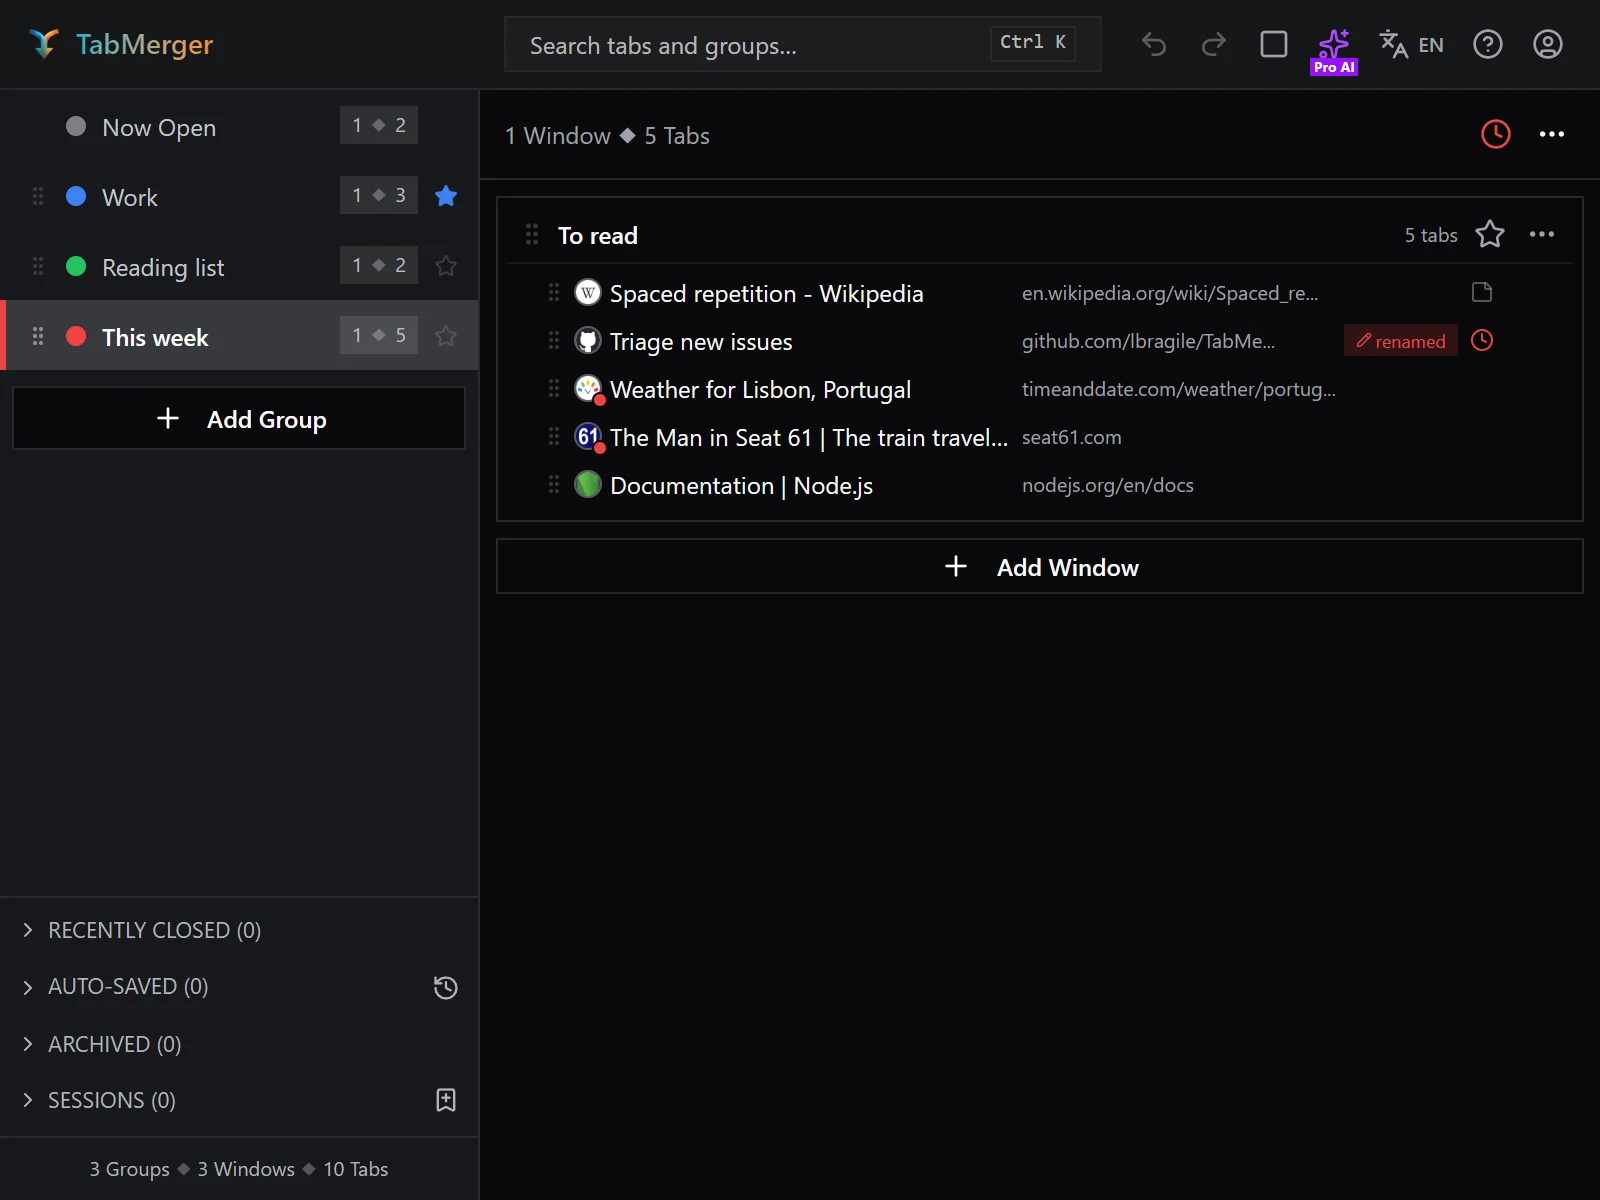 TabMerger
Search tabs and groups... Ctrl K
Pro AI
EN
Now Open 1 ◆ 2
Work 1 ◆ 3
Reading list 1 ◆ 2
This week 1 ◆ 5
+ Add Group
RECENTLY CLOSED (0)
AUTO-SAVED (0)
ARCHIVED (0)
SESSIONS (0)
3 Groups ◆ 3 Windows ◆ 10 Tabs
1 Window ◆ 5 Tabs
To read 5 tabs
W Spaced repetition - Wikipedia en.wikipedia.org/wiki/Spaced_re...
Triage new issues github.com/lbragile/TabMe... renamed
Weather for Lisbon, Portugal timeanddate.com/weather/portug...
61 The Man in Seat 61 | The train travel... seat61.com
Documentation | Node.js nodejs.org/en/docs
+ Add Window